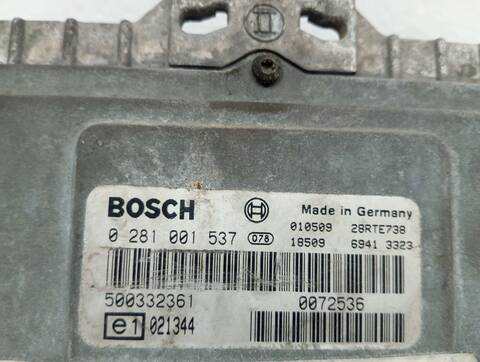 BOSCH
Made in Germany
010509 28RTE738
0 281 001 537 078
18509 6941 3323
500332361
0072536
e1 021344